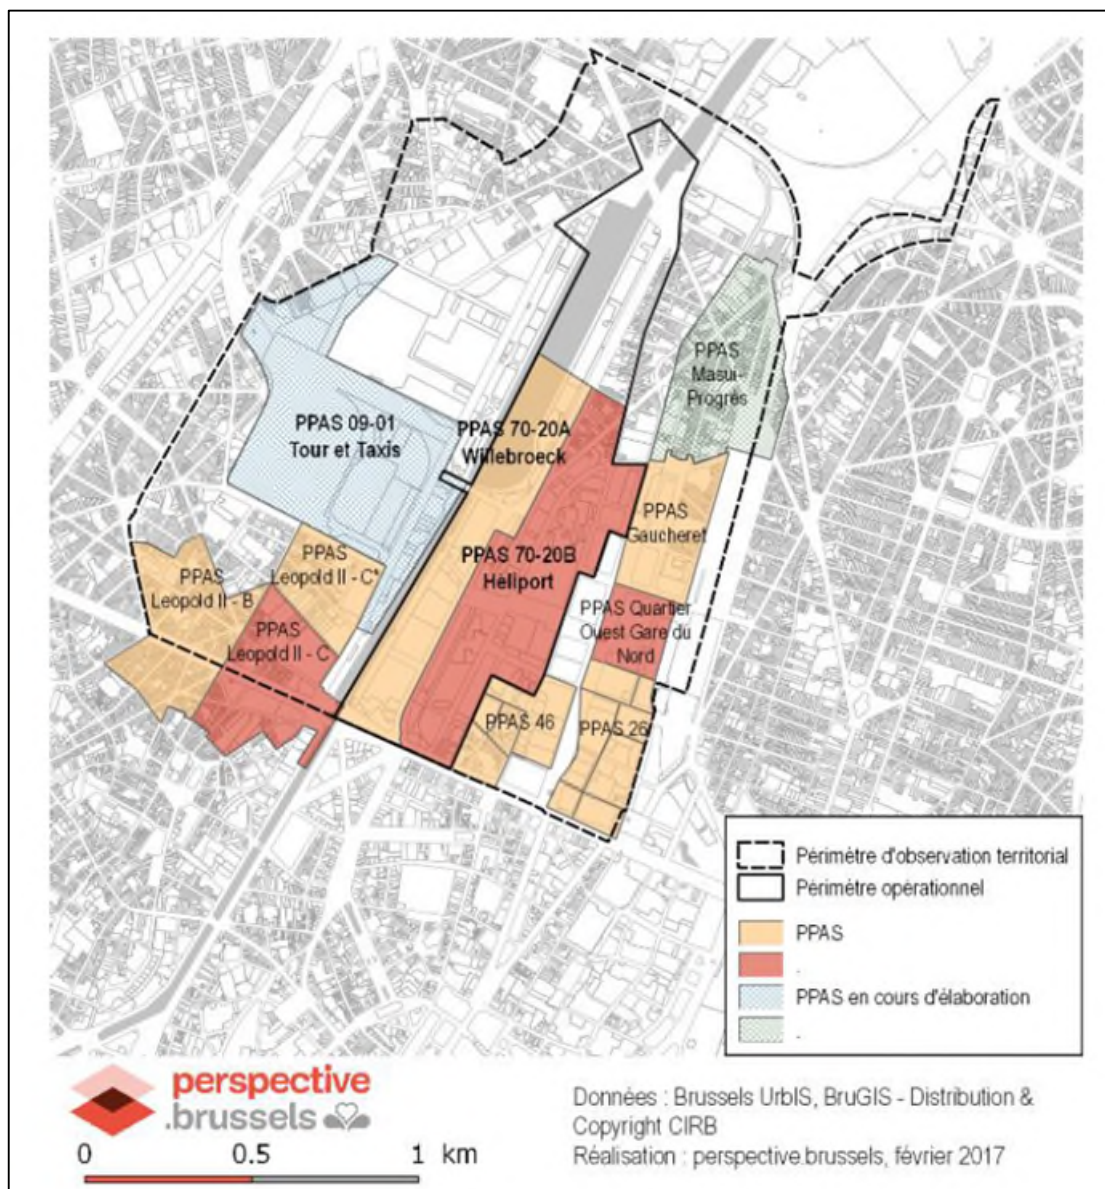 PPAS
Masui-
Progrès
PPAS 09-01
Tour et Taxis
PPAS 70-20A
Willebroeck
PPAS
Gaucheret
PPAS
Leopold II - B
PPAS
Leopold II - C*
PPAS 70-20B
Héliport
PPAS Quartier
Ouest Gare du
Nord
PPAS
Leopold II - C
PPAS 46
PPAS 26
Périmètre d'observation territorial
Périmètre opérationnel
PPAS
.
PPAS en cours d'élaboration
.
perspective
.brussels
0 0.5 1 km
Données : Brussels UrbIS, BruGIS - Distribution &
Copyright CIRB
Réalisation : perspective.brussels, février 2017